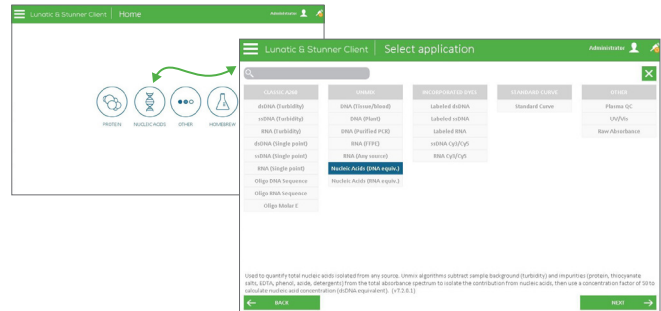 Lunatic & Stunner Client | Home
Administrator
PROTEIN
NUCLEIC ACIDS
OTHER
HOMEBREW
Lunatic & Stunner Client | Select application
Administrator
CLASSIC A260
dsDNA (Turbidity)
ssDNA (Turbidity)
RNA (Turbidity)
dsDNA (Single point)
ssDNA (Single point)
RNA (Single point)
Oligo DNA Sequence
Oligo RNA Sequence
Oligo Molar E
UNMIX
DNA (Tissue/blood)
DNA (Plant)
DNA (Purified PCR)
DNA (FFPE)
RNA (Any source)
Nucleic Acids (DNA equiv.)
Nucleic Acids (RNA equiv.)
INCORPORATED DYES
Labeled dsDNA
Labeled ssDNA
Labeled RNA
ssDNA Cy3/Cy5
RNA Cy3/Cy5
STANDARD CURVE
Standard Curve
OTHER
Plasma QC
UV/Vis
Raw Absorbance
Used to quantify total nucleic acids isolated from any source. Unmix algorithms subtract sample background (turbidity) and impurities (protein, thiocyanate
salts, EDTA, phenol, azide, detergents) from the total absorbance spectrum to isolate the contribution from nucleic acids, then use a concentration factor of 50 to
calculate nucleic acid concentration (dsDNA equivalent). (v7.2.0.1)
BACK
NEXT